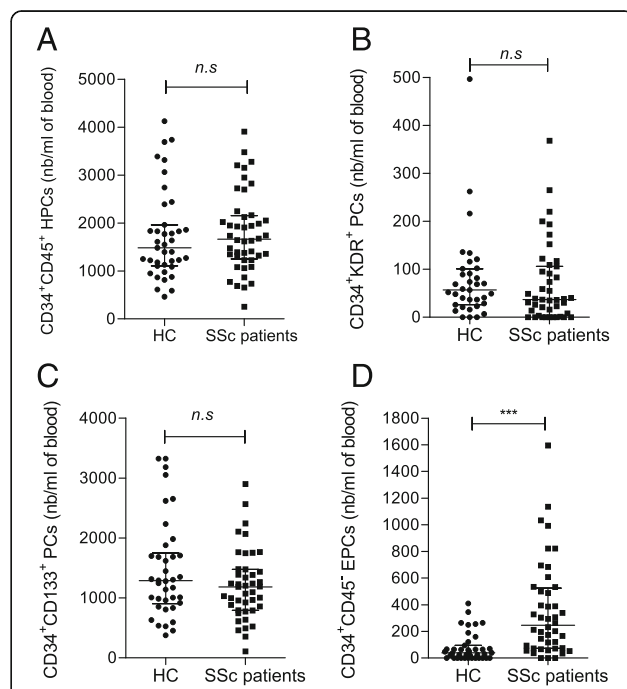 A
n.s
CD34⁺CD45⁺ HPCs (nb/ml of blood)
5000
4000
3000
2000
1000
0
HC
SSc patients
B
n.s
CD34⁺KDR⁺ PCs (nb/ml of blood)
500
400
300
200
100
0
HC
SSc patients
C
n.s
CD34⁺CD133⁺ PCs (nb/ml of blood)
4000
3000
2000
1000
0
HC
SSc patients
D
***
CD34⁺CD45⁻ EPCs (nb/ml of blood)
1800
1600
1400
1200
1000
800
600
400
200
0
HC
SSc patients